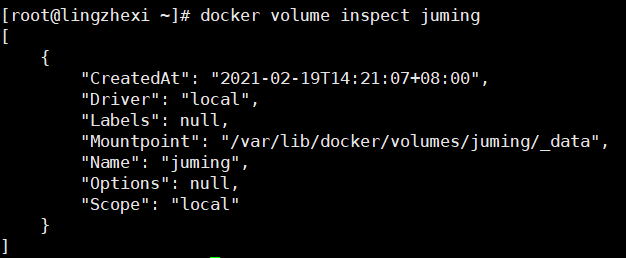 [root@lingzhexi ~]# docker volume inspect juming
[
    {
        "CreatedAt": "2021-02-19T14:21:07+08:00",
        "Driver": "local",
        "Labels": null,
        "Mountpoint": "/var/lib/docker/volumes/juming/_data",
        "Name": "juming",
        "Options": null,
        "Scope": "local"
    }
]